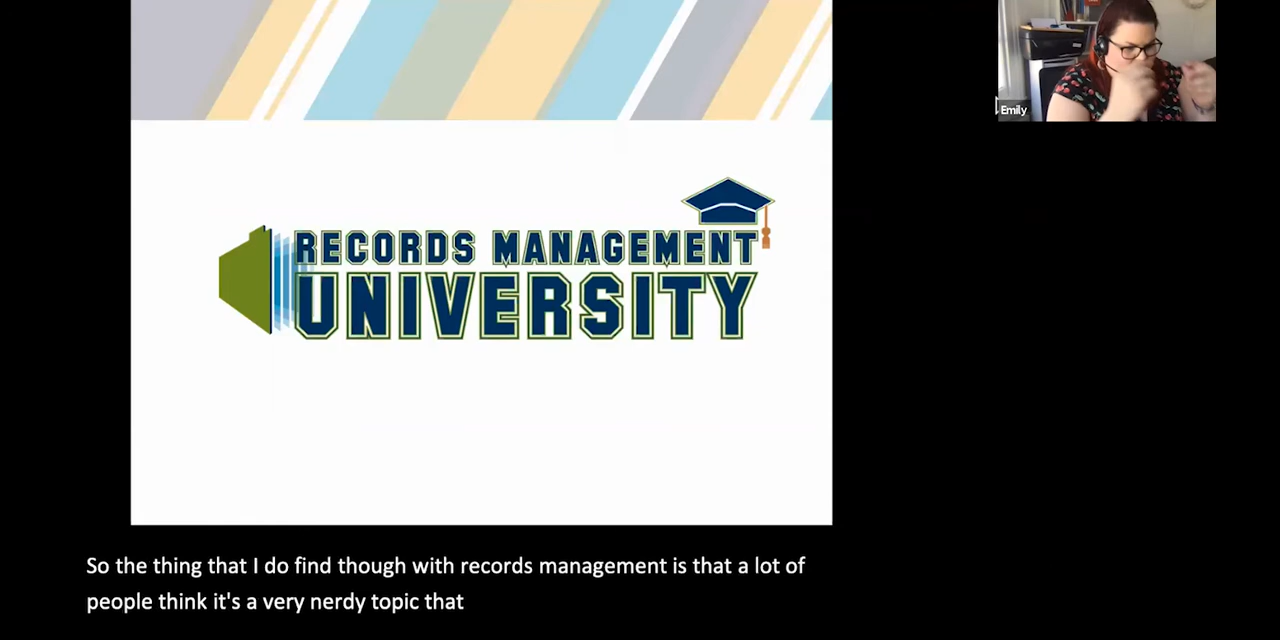 Emily
RECORDS MANAGEMENT
UNIVERSITY
So the thing that I do find though with records management is that a lot of
people think it's a very nerdy topic that